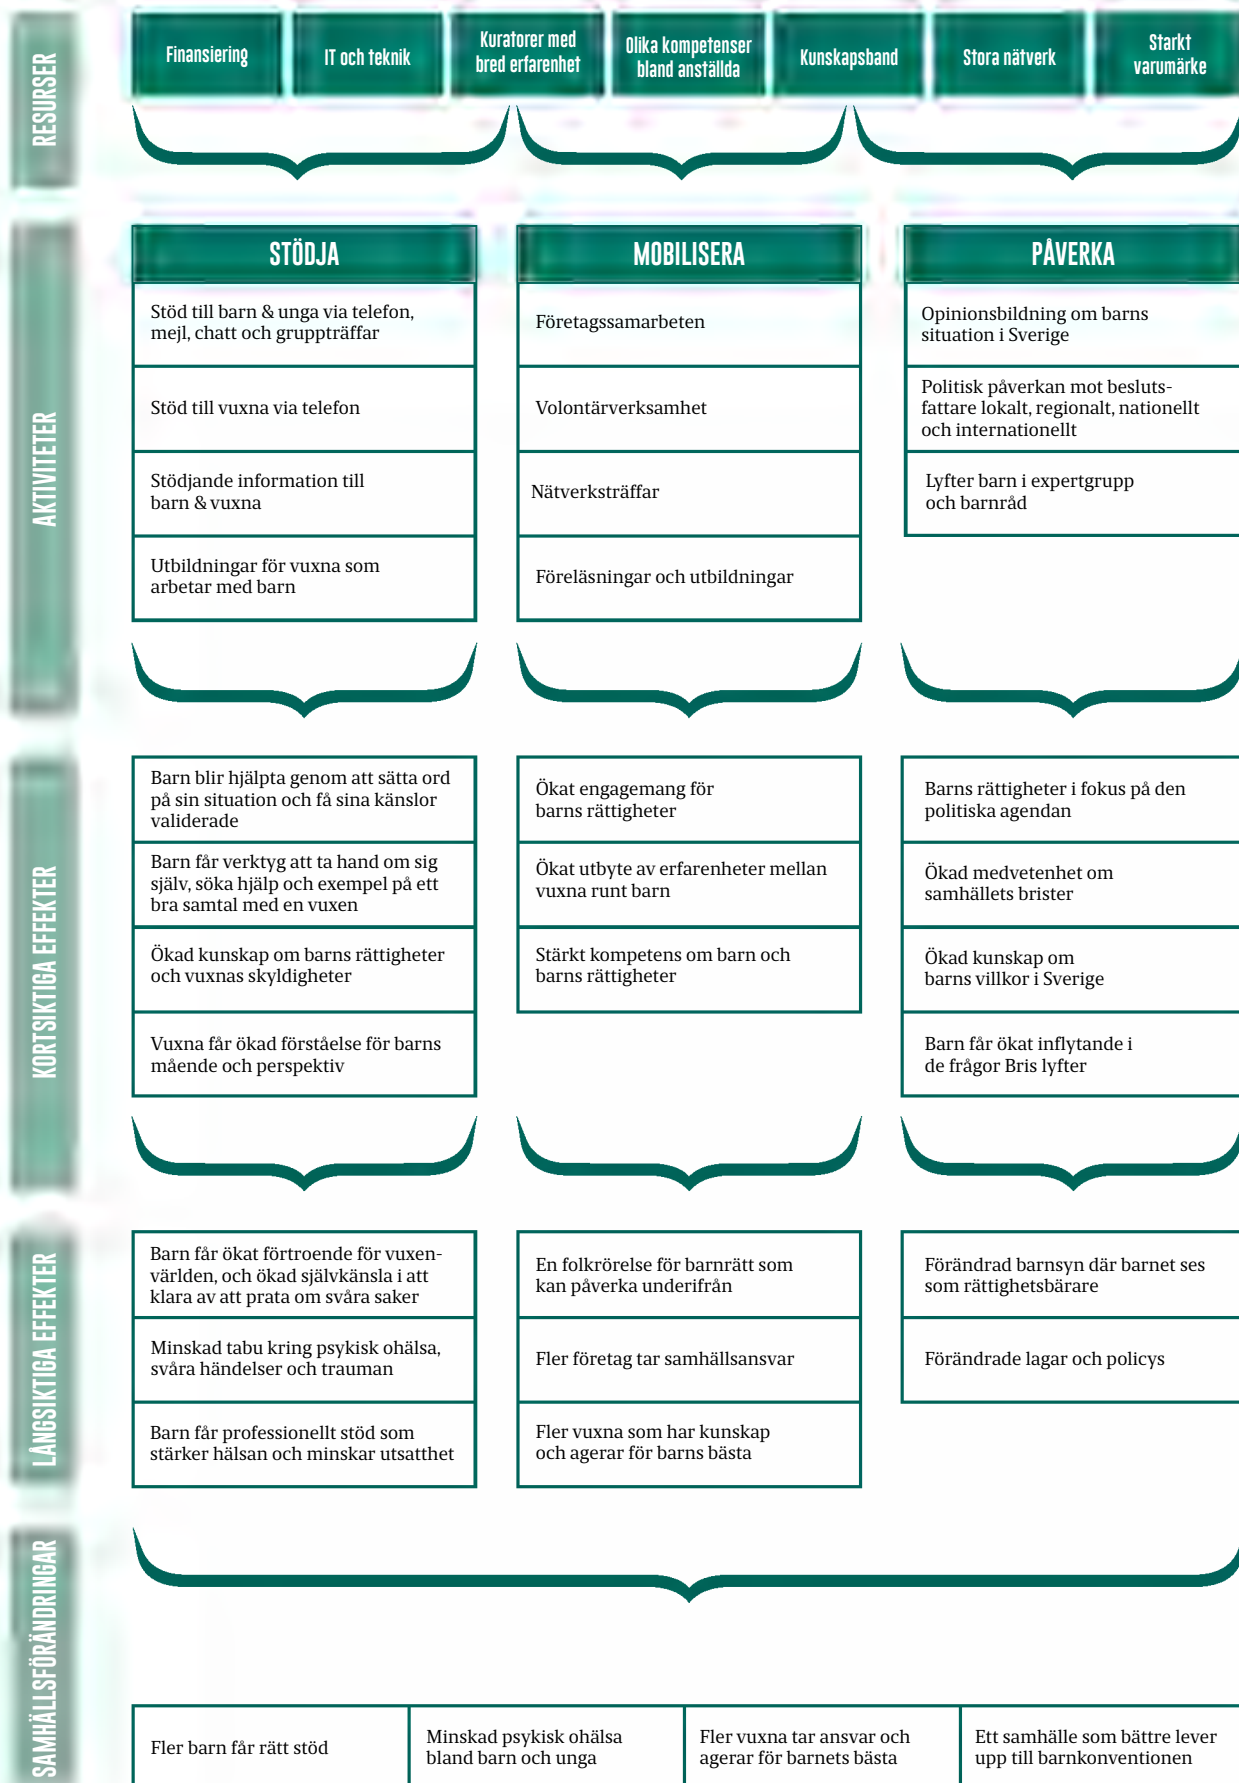 RESURSER
Finansiering
IT och teknik
Kuratorer med
bred erfarenhet
Olika kompetenser
bland anställda
Kunskapsband
Stora nätverk
Starkt
varumärke
AKTIVITETER
STÖDJA
Stöd till barn & unga via telefon,
mejl, chatt och gruppträffar
Stöd till vuxna via telefon
Stödjande information till
barn & vuxna
Utbildningar för vuxna som
arbetar med barn
MOBILISERA
Företagssamarbeten
Volontärverksamhet
Nätverksträffar
Föreläsningar och utbildningar
PÅVERKA
Opinionsbildning om barns
situation i Sverige
Politisk påverkan mot besluts-
fattare lokalt, regionalt, nationellt
och internationellt
Lyfter barn i expertgrupp
och barnråd
KORTSIKTIGA EFFEKTER
Barn blir hjälpta genom att sätta ord
på sin situation och få sina känslor
validerade
Barn får verktyg att ta hand om sig
själv, söka hjälp och exempel på ett
bra samtal med en vuxen
Ökad kunskap om barns rättigheter
och vuxnas skyldigheter
Vuxna får ökad förståelse för barns
mående och perspektiv
Ökat engagemang för
barns rättigheter
Ökat utbyte av erfarenheter mellan
vuxna runt barn
Stärkt kompetens om barn och
barns rättigheter
Barns rättigheter i fokus på den
politiska agendan
Ökad medvetenhet om
samhällets brister
Ökad kunskap om
barns villkor i Sverige
Barn får ökat inflytande i
de frågor Bris lyfter
LÅNGSIKTIGA EFFEKTER
Barn får ökat förtroende för vuxen-
världen, och ökad självkänsla i att
klara av att prata om svåra saker
Minskad tabu kring psykisk ohälsa,
svåra händelser och trauman
Barn får professionellt stöd som
stärker hälsan och minskar utsatthet
En folkrörelse för barnrätt som
kan påverka underifrån
Fler företag tar samhällsansvar
Fler vuxna som har kunskap
och agerar för barns bästa
Förändrad barnsyn där barnet ses
som rättighetsbärare
Förändrade lagar och policys
SAMHÄLLSFÖRÄNDRINGAR
Fler barn får rätt stöd
Minskad psykisk ohälsa
bland barn och unga
Fler vuxna tar ansvar och
agerar för barnets bästa
Ett samhälle som bättre lever
upp till barnkonventionen